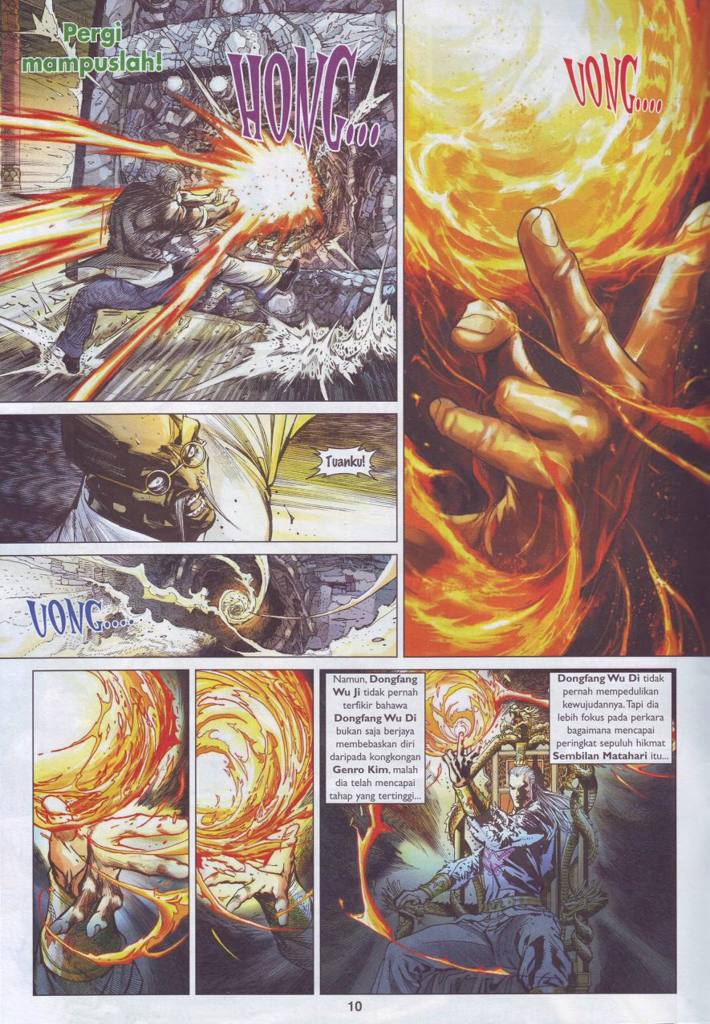 Pergi
mampuslah!
HONG...
VONG....
Tuanku!
VONG....
Namun, Dongfang
Wu Ji tidak pernah
terfikir bahawa
Dongfang Wu Di
bukan saja berjaya
membebaskan diri
daripada kongkongan
Genro Kim, malah
dia telah mencapai
tahap yang tertinggi...
Dongfang Wu Di tidak
pernah mempedulikan
kewujudannya. Tapi dia
lebih fokus pada perkara
bagaimana mencapai
peringkat sepuluh hikmat
Sembilan Matahari itu...
10